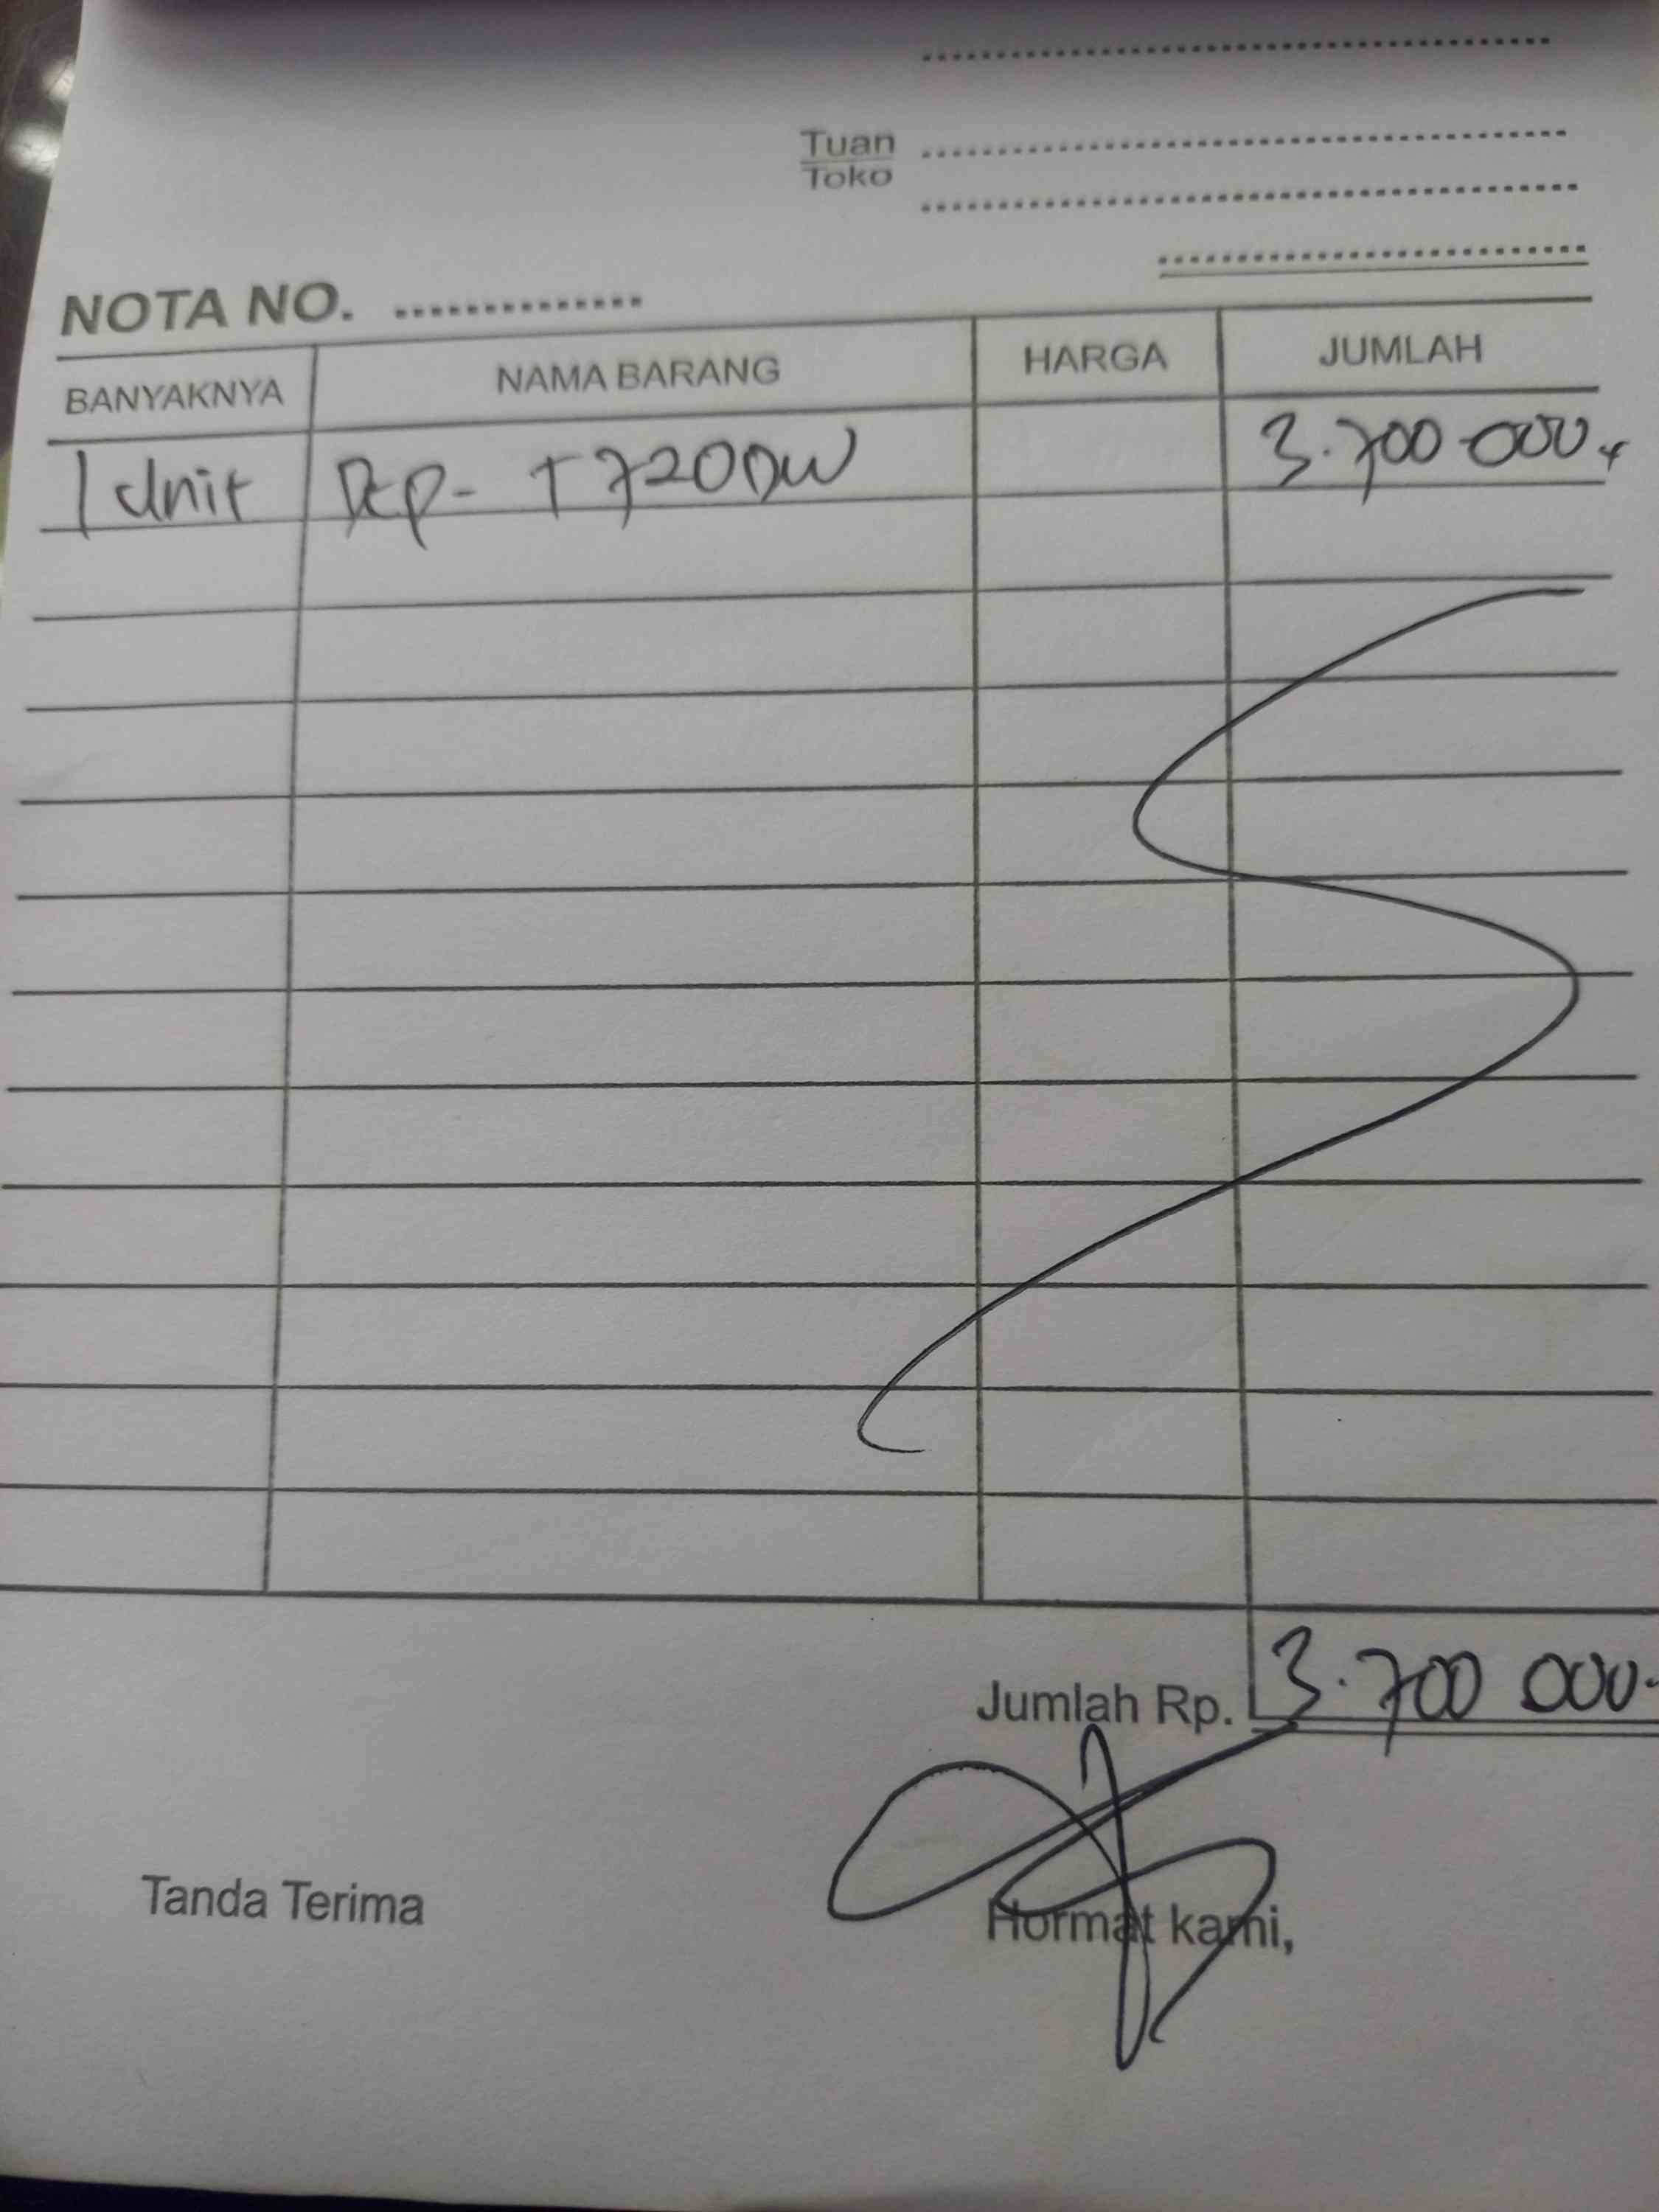 Tuan
Toko
NOTA NO. ..............
BANYAKNYA NAMA BARANG HARGA JUMLAH
1 Unit Dcp- T720DW 3.700.000.
Jumlah Rp. 3.700 000.
Tanda Terima Hormat kami,